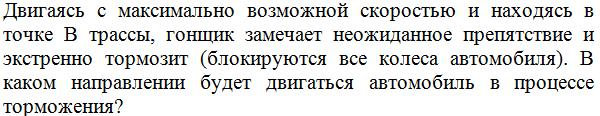 Двигаясь с максимально возможной скоростью и находясь в
точке В трассы, гонщик замечает неожиданное препятствие и
экстренно тормозит (блокируются все колеса автомобиля). В
каком направлении будет двигаться автомобиль в процессе
торможения?